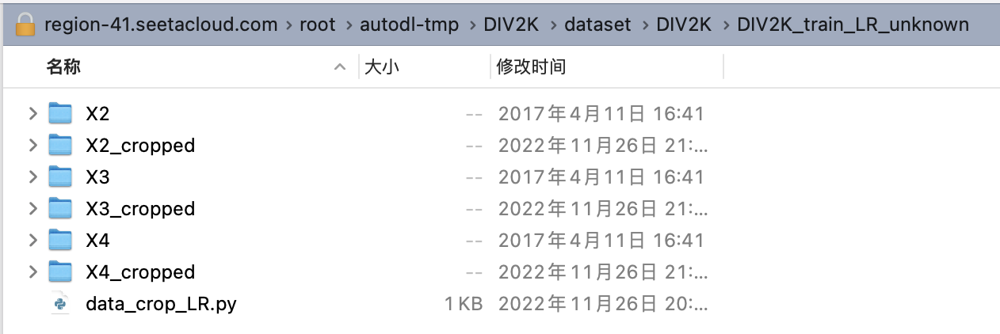 region-41.seetacloud.com › root › autodl-tmp › DIV2K › dataset › DIV2K › DIV2K_train_LR_unknown
名称 大小 修改时间
X2 -- 2017年4月11日 16:41
X2_cropped -- 2022年11月26日 21:...
X3 -- 2017年4月11日 16:41
X3_cropped -- 2022年11月26日 21:...
X4 -- 2017年4月11日 16:41
X4_cropped -- 2022年11月26日 21:...
data_crop_LR.py 1 KB 2022年11月26日 20:...